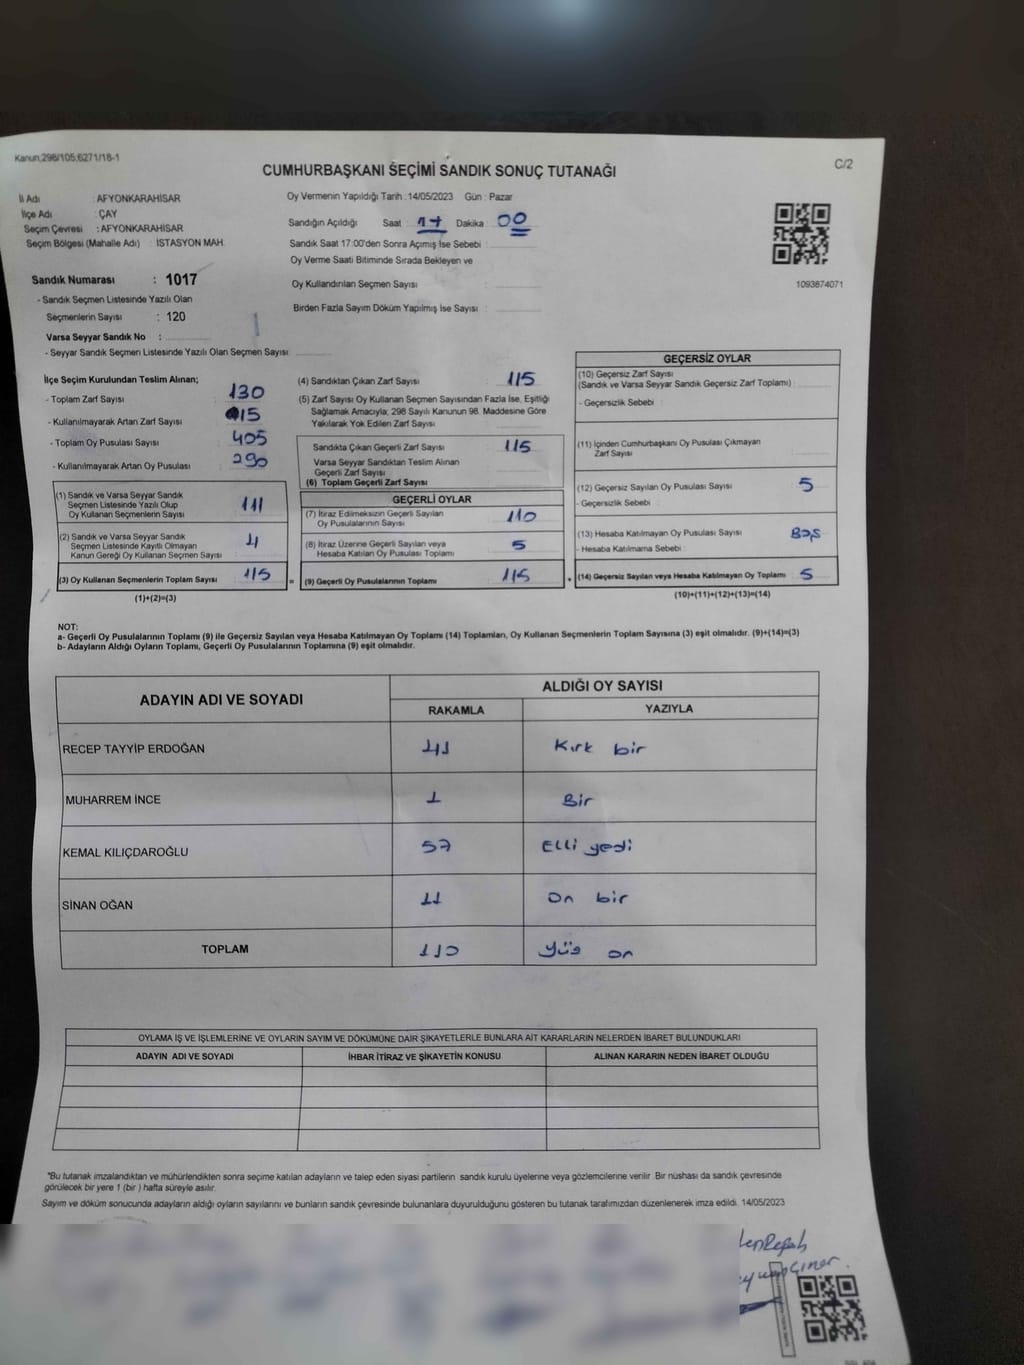 Kanun;298/105;6271/18-1
C/2
CUMHURBAŞKANI SEÇİMİ SANDIK SONUÇ TUTANAĞI
İl Adı : AFYONKARAHİSAR
İlçe Adı : ÇAY
Seçim Çevresi : AFYONKARAHİSAR
Seçim Bölgesi (Mahalle Adı) : İSTASYON MAH.
Oy Vermenin Yapıldığı Tarih : 14/05/2023 Gün : Pazar
Sandığın Açıldığı Saat : 17 Dakika : 00
Sandık Saat 17:00'den Sonra Açımış İse Sebebi :
Oy Verme Saati Bitiminde Sırada Bekleyen ve
Oy Kullandırılan Seçmen Sayısı :
Birden Fazla Sayım Döküm Yapılmış İse Sayısı :
1093874071
Sandık Numarası : 1017
- Sandık Seçmen Listesinde Yazılı Olan
Seçmenlerin Sayısı : 120
Varsa Seyyar Sandık No :
- Seyyar Sandık Seçmen Listesinde Yazılı Olan Seçmen Sayısı:
İlçe Seçim Kurulundan Teslim Alınan;
- Toplam Zarf Sayısı : 130
- Kullanılmayarak Artan Zarf Sayısı : 15
- Toplam Oy Pusulası Sayısı : 405
- Kullanılmayarak Artan Oy Pusulası : 290
(1) Sandık ve Varsa Seyyar Sandık
Seçmen Listesinde Yazılı Olup
Oy Kullanan Seçmenlerin Sayısı : 111
(2) Sandık ve Varsa Seyyar Sandık
Seçmen Listesinde Kayıtlı Olmayan
Kanun Gereği Oy Kullanan Seçmen Sayısı : 4
(3) Oy Kullanan Seçmenlerin Toplam Sayısı : 115
(1)+(2)=(3)
(4) Sandıktan Çıkan Zarf Sayısı : 115
(5) Zarf Sayısı Oy Kullanan Seçmen Sayısından Fazla İse, Eşitliği
Sağlamak Amacıyla; 298 Sayılı Kanunun 98. Maddesine Göre
Yakılarak Yok Edilen Zarf Sayısı :
Sandıkta Çıkan Geçerli Zarf Sayısı : 115
Varsa Seyyar Sandıktan Teslim Alınan
Geçerli Zarf Sayısı :
(6) Toplam Geçerli Zarf Sayısı :
GEÇERLİ OYLAR
(7) İtiraz Edilmeksizin Geçerli Sayılan
Oy Pusulalarının Sayısı : 110
(8) İtiraz Üzerine Geçerli Sayılan veya
Hesaba Katılan Oy Pusulası Toplamı : 5
= (9) Geçerli Oy Pusulalarının Toplamı : 115
GEÇERSİZ OYLAR
(10) Geçersiz Zarf Sayısı
(Sandık ve Varsa Seyyar Sandık Geçersiz Zarf Toplamı) :
- Geçersizlik Sebebi :
(11) İçinden Cumhurbaşkanı Oy Pusulası Çıkmayan
Zarf Sayısı :
(12) Geçersiz Sayılan Oy Pusulası Sayısı : 5
- Geçersizlik Sebebi :
(13) Hesaba Katılmayan Oy Pusulası Sayısı : Boş
- Hesaba Katılmama Sebebi :
+ (14) Geçersiz Sayılan veya Hesaba Katılmayan Oy Toplamı : 5
(10)+(11)+(12)+(13)=(14)
NOT:
a- Geçerli Oy Pusulalarının Toplamı (9) ile Geçersiz Sayılan veya Hesaba Katılmayan Oy Toplamı (14) Toplamları, Oy Kullanan Seçmenlerin Toplam Sayısına (3) eşit olmalıdır. (9)+(14)=(3)
b- Adayların Aldığı Oyların Toplamı, Geçerli Oy Pusulalarının Toplamına (9) eşit olmalıdır.
ADAYIN ADI VE SOYADI
ALDIĞI OY SAYISI
RAKAMLA YAZIYLA
RECEP TAYYİP ERDOĞAN 41 Kırk bir
MUHARREM İNCE 1 Bir
KEMAL KILIÇDAROĞLU 57 Elli yedi
SİNAN OĞAN 11 On bir
TOPLAM 110 Yüz on
OYLAMA İŞ VE İŞLEMLERİNE VE OYLARIN SAYIM VE DÖKÜMÜNE DAİR ŞİKAYETLERLE BUNLARA AİT KARARLARIN NELERDEN İBARET BULUNDUKLARI
ADAYIN ADI VE SOYADI İHBAR İTİRAZ VE ŞİKAYETİN KONUSU ALINAN KARARIN NEDEN İBARET OLDUĞU
*Bu tutanak imzalandıktan ve mühürlendikten sonra seçime katılan adayların ve talep eden siyasi partilerin sandık kurulu üyelerine veya gözlemcilerine verilir. Bir nüshası da sandık çevresinde
görülecek bir yere 1 (bir) hafta süreyle asılır.
Sayım ve döküm sonucunda adayların aldığı oyların sayılarını ve bunların sandık çevresinde bulunanlara duyurulduğunu gösteren bu tutanak tarafımızdan düzenlenerek imza edildi. 14/05/2023